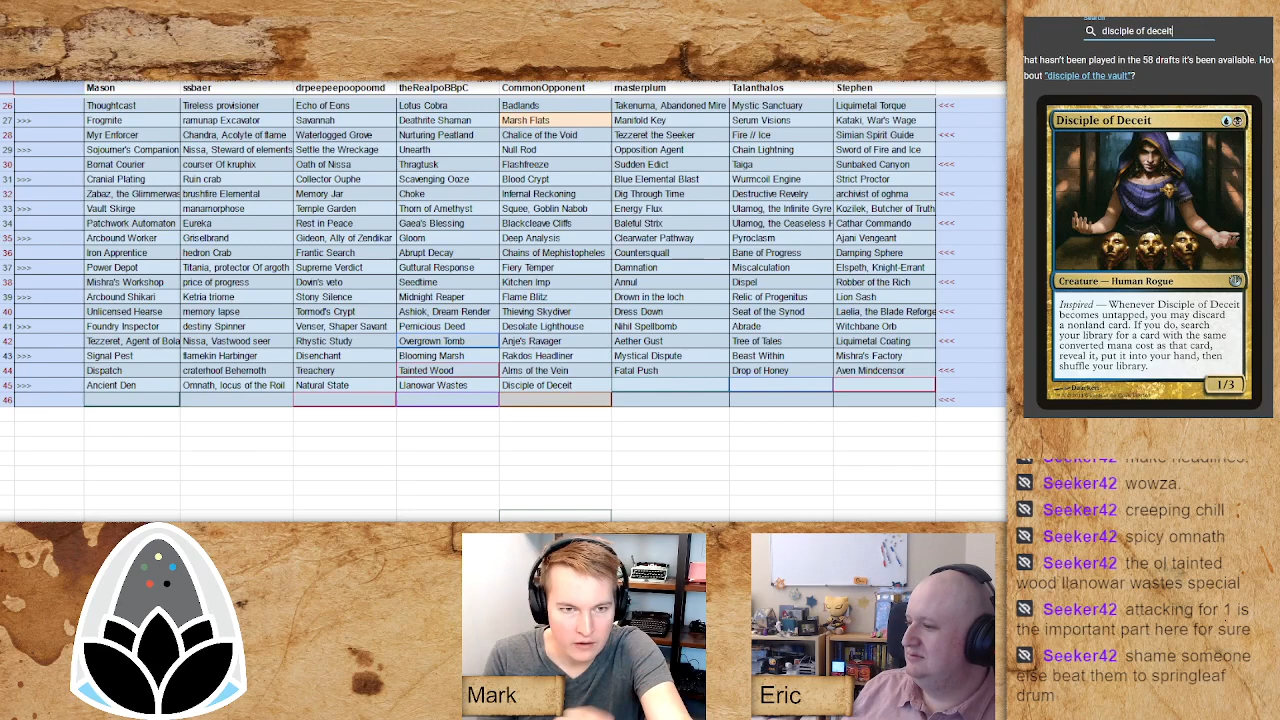 Mason ssbaer drpeepeepoopoomd theRealpoBBpC CommonOpponent masterplum Talanthalos Stephen
26 Thoughtcast Tireless provisioner Echo of Eons Lotus Cobra Badlands Takenuma, Abandoned Mire Mystic Sanctuary Liquimetal Torque <<<
27 >>> Frogmite ramunap Excavator Savannah Deathrite Shaman Marsh Flats Manifold Key Serum Visions Kataki, War's Wage
28 Myr Enforcer Chandra, Acolyte of flame Waterlogged Grove Nurturing Peatland Chalice of the Void Tezzeret the Seeker Fire // Ice Simian Spirit Guide <<<
29 >>> Sojourner's Companion Nissa, Steward of elements Settle the Wreckage Unearth Null Rod Opposition Agent Chain Lightning Sword of Fire and Ice
30 Bomat Courier courser Of kruphix Oath of Nissa Thragtusk Flashfreeze Sudden Edict Taiga Sunbaked Canyon <<<
31 >>> Cranial Plating Ruin crab Collector Ouphe Scavenging Ooze Blood Crypt Blue Elemental Blast Wurmcoil Engine Strict Proctor
32 Zabaz, the Glimmerwas brushfire Elemental Memory Jar Choke Infernal Reckoning Dig Through Time Destructive Revelry archivist of oghma <<<
33 >>> Vault Skirge manamorphose Temple Garden Thorn of Amethyst Squee, Goblin Nabob Energy Flux Ulamog, the Infinite Gyre Kozilek, Butcher of Truth
34 Patchwork Automaton Eureka Rest in Peace Gaea's Blessing Blackcleave Cliffs Baleful Strix Ulamog, the Ceaseless H Cathar Commando <<<
35 >>> Arcbound Worker Griselbrand Gideon, Ally of Zendikar Gloom Deep Analysis Clearwater Pathway Pyroclasm Ajani Vengeant
36 Iron Apprentice hedron Crab Frantic Search Abrupt Decay Chains of Mephistopheles Countersquall Bane of Progress Damping Sphere <<<
37 >>> Power Depot Titania, protector Of argoth Supreme Verdict Guttural Response Fiery Temper Damnation Miscalculation Elspeth, Knight-Errant
38 Mishra's Workshop price of progress Dovin's veto Seedtime Kitchen Imp Annul Dispel Robber of the Rich <<<
39 >>> Arcbound Shikari Ketria triome Stony Silence Midnight Reaper Flame Blitz Drown in the loch Relic of Progenitus Lion Sash
40 Unlicensed Hearse memory lapse Tormod's Crypt Ashiok, Dream Render Thieving Skydiver Dress Down Seat of the Synod Laelia, the Blade Reforge <<<
41 >>> Foundry Inspector destiny Spinner Venser, Shaper Savant Pernicious Deed Desolate Lighthouse Nihil Spellbomb Abrade Witchbane Orb
42 Tezzeret, Agent of Bola Nissa, Vastwood seer Rhystic Study Overgrown Tomb Anje's Ravager Aether Gust Tree of Tales Liquimetal Coating <<<
43 >>> Signal Pest flamekin Harbinger Disenchant Blooming Marsh Rakdos Headliner Mystical Dispute Beast Within Mishra's Factory
44 Dispatch craterhoof Behemoth Treachery Tainted Wood Alms of the Vein Fatal Push Drop of Honey Aven Mindcensor <<<
45 >>> Ancient Den Omnath, locus of the Roil Natural State Llanowar Wastes Disciple of Deceit
46 <<<
Search
disciple of deceit
hat hasn't been played in the 58 drafts it's been available. How
bout "disciple of the vault"?
Disciple of Deceit
Creature — Human Rogue
Inspired — Whenever Disciple of Deceit
becomes untapped, you may discard
a nonland card. If you do, search
your library for a card with the same
converted mana cost as that card,
reveal it, put it into your hand, then
shuffle your library.
1/3
Seeker42 make headlines.
Seeker42 wowza.
Seeker42 creeping chill
Seeker42 spicy omnath
Seeker42 the ol tainted
wood llanowar wastes special
Seeker42 attacking for 1 is
the important part here for sure
Seeker42 shame someone
else beat them to springleaf
drum
Mark
Eric